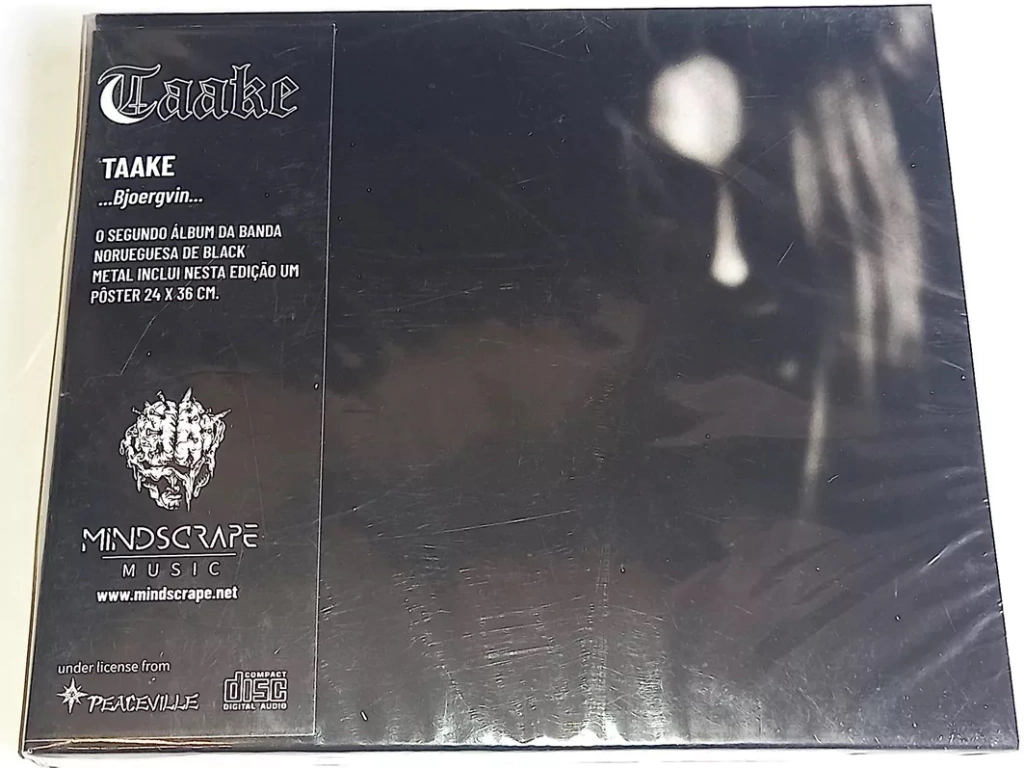 Taake
TAAKE
...Bjoergvin...
O SEGUNDO ÁLBUM DA BANDA
NORUEGUESA DE BLACK
METAL INCLUI NESTA EDIÇÃO UM
PÔSTER 24 X 36 CM.
MINDSCRAPE
MUSIC
www.mindscrape.net
under license from
PEACEVILLE
COMPACT
disc
DIGITAL AUDIO